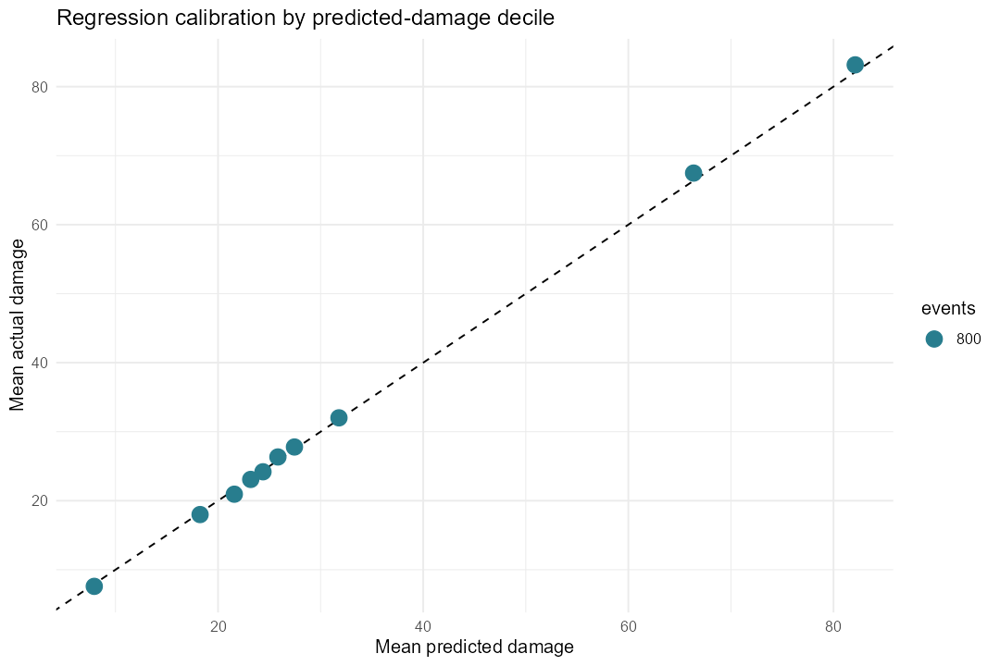 Regression calibration by predicted-damage decile
Mean actual damage
80
60
40
20
20 40 60 80
Mean predicted damage
events
800